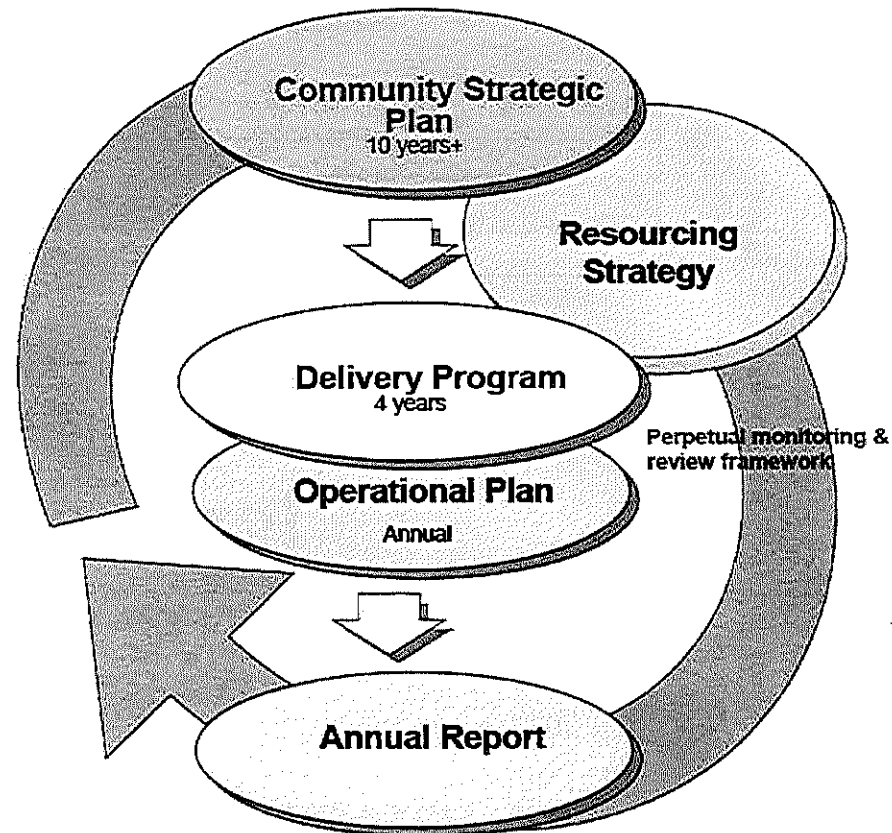 Community Strategic
Plan
10 years+
Resourcing
Strategy
Delivery Program
4 years
Perpetual monitoring &
review framework
Operational Plan
Annual
Annual Report